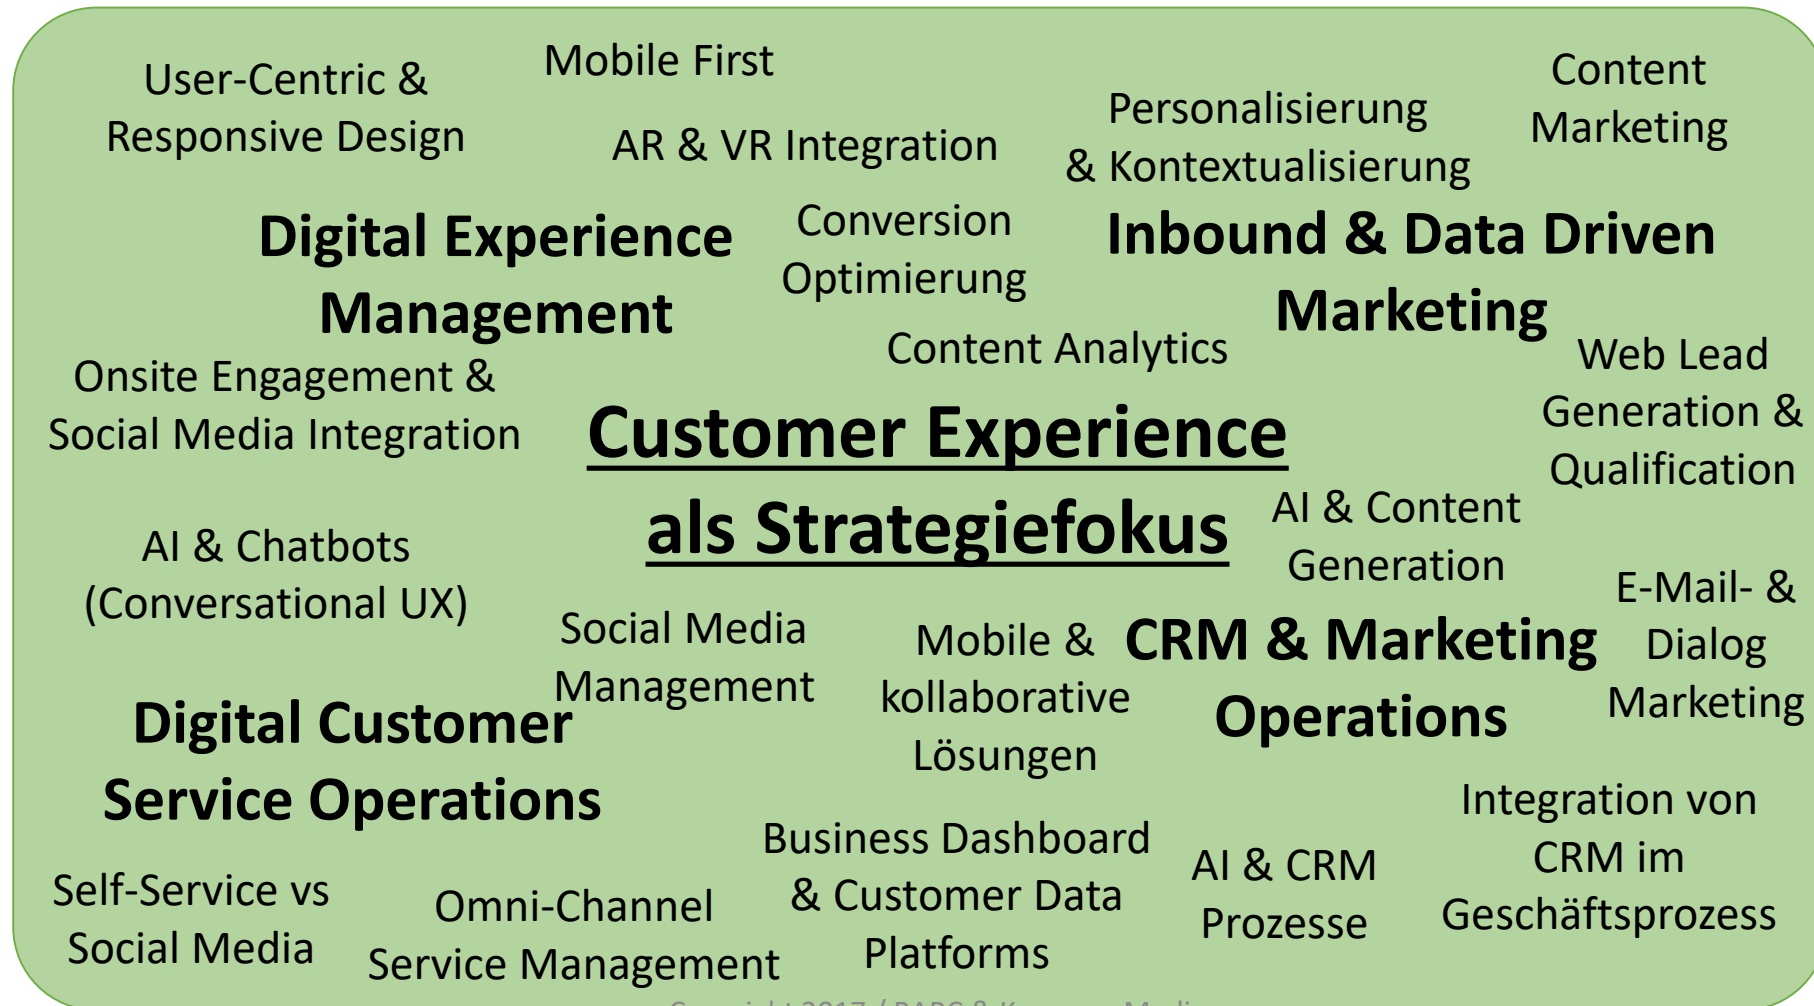 User-Centric &
Responsive Design
Mobile First
AR & VR Integration
Personalisierung
& Kontextualisierung
Content
Marketing
Digital Experience
Management
Conversion
Optimierung
Inbound & Data Driven
Marketing
Content Analytics
Onsite Engagement &
Social Media Integration
Web Lead
Generation &
Qualification
Customer Experience
als Strategiefokus
AI & Content
Generation
AI & Chatbots
(Conversational UX)
Social Media
Management
Mobile &
kollaborative
Lösungen
CRM & Marketing
Operations
E-Mail- &
Dialog
Marketing
Digital Customer
Service Operations
Self-Service vs
Social Media
Omni-Channel
Service Management
Business Dashboard
& Customer Data
Platforms
AI & CRM
Prozesse
Integration von
CRM im
Geschäftsprozess
Copyright 2017 /